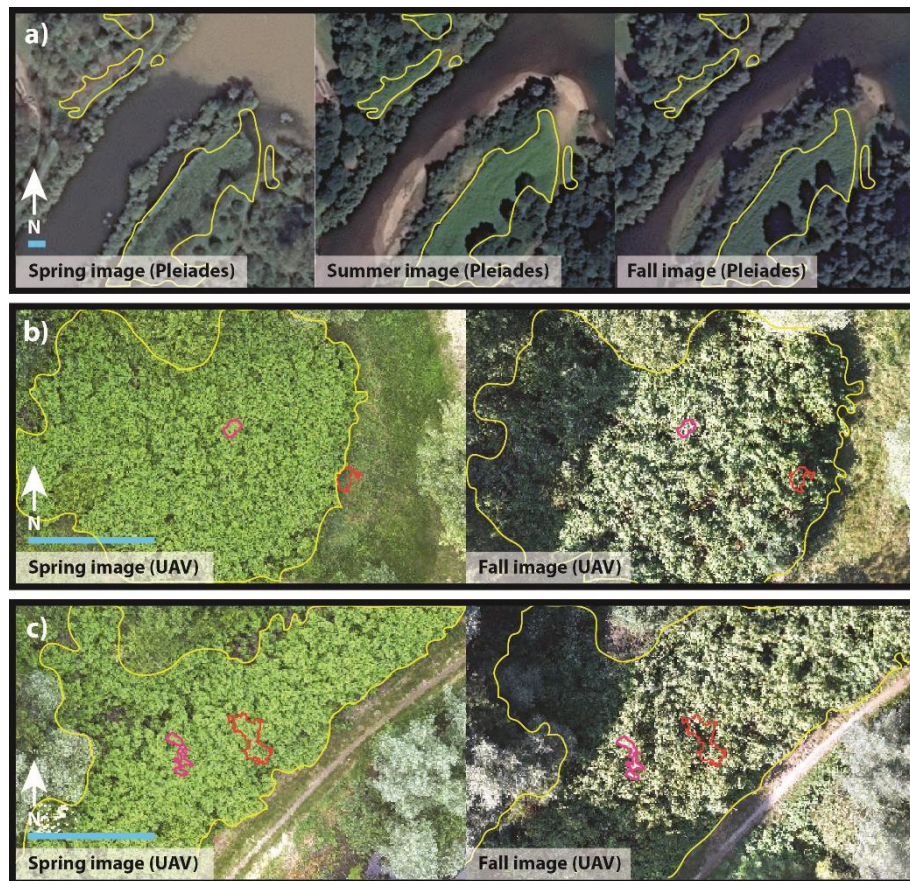 a)
N
Spring image (Pleiades)
Summer image (Pleiades)
Fall image (Pleiades)
b)
N
Spring image (UAV)
Fall image (UAV)
c)
N
Spring image (UAV)
Fall image (UAV)